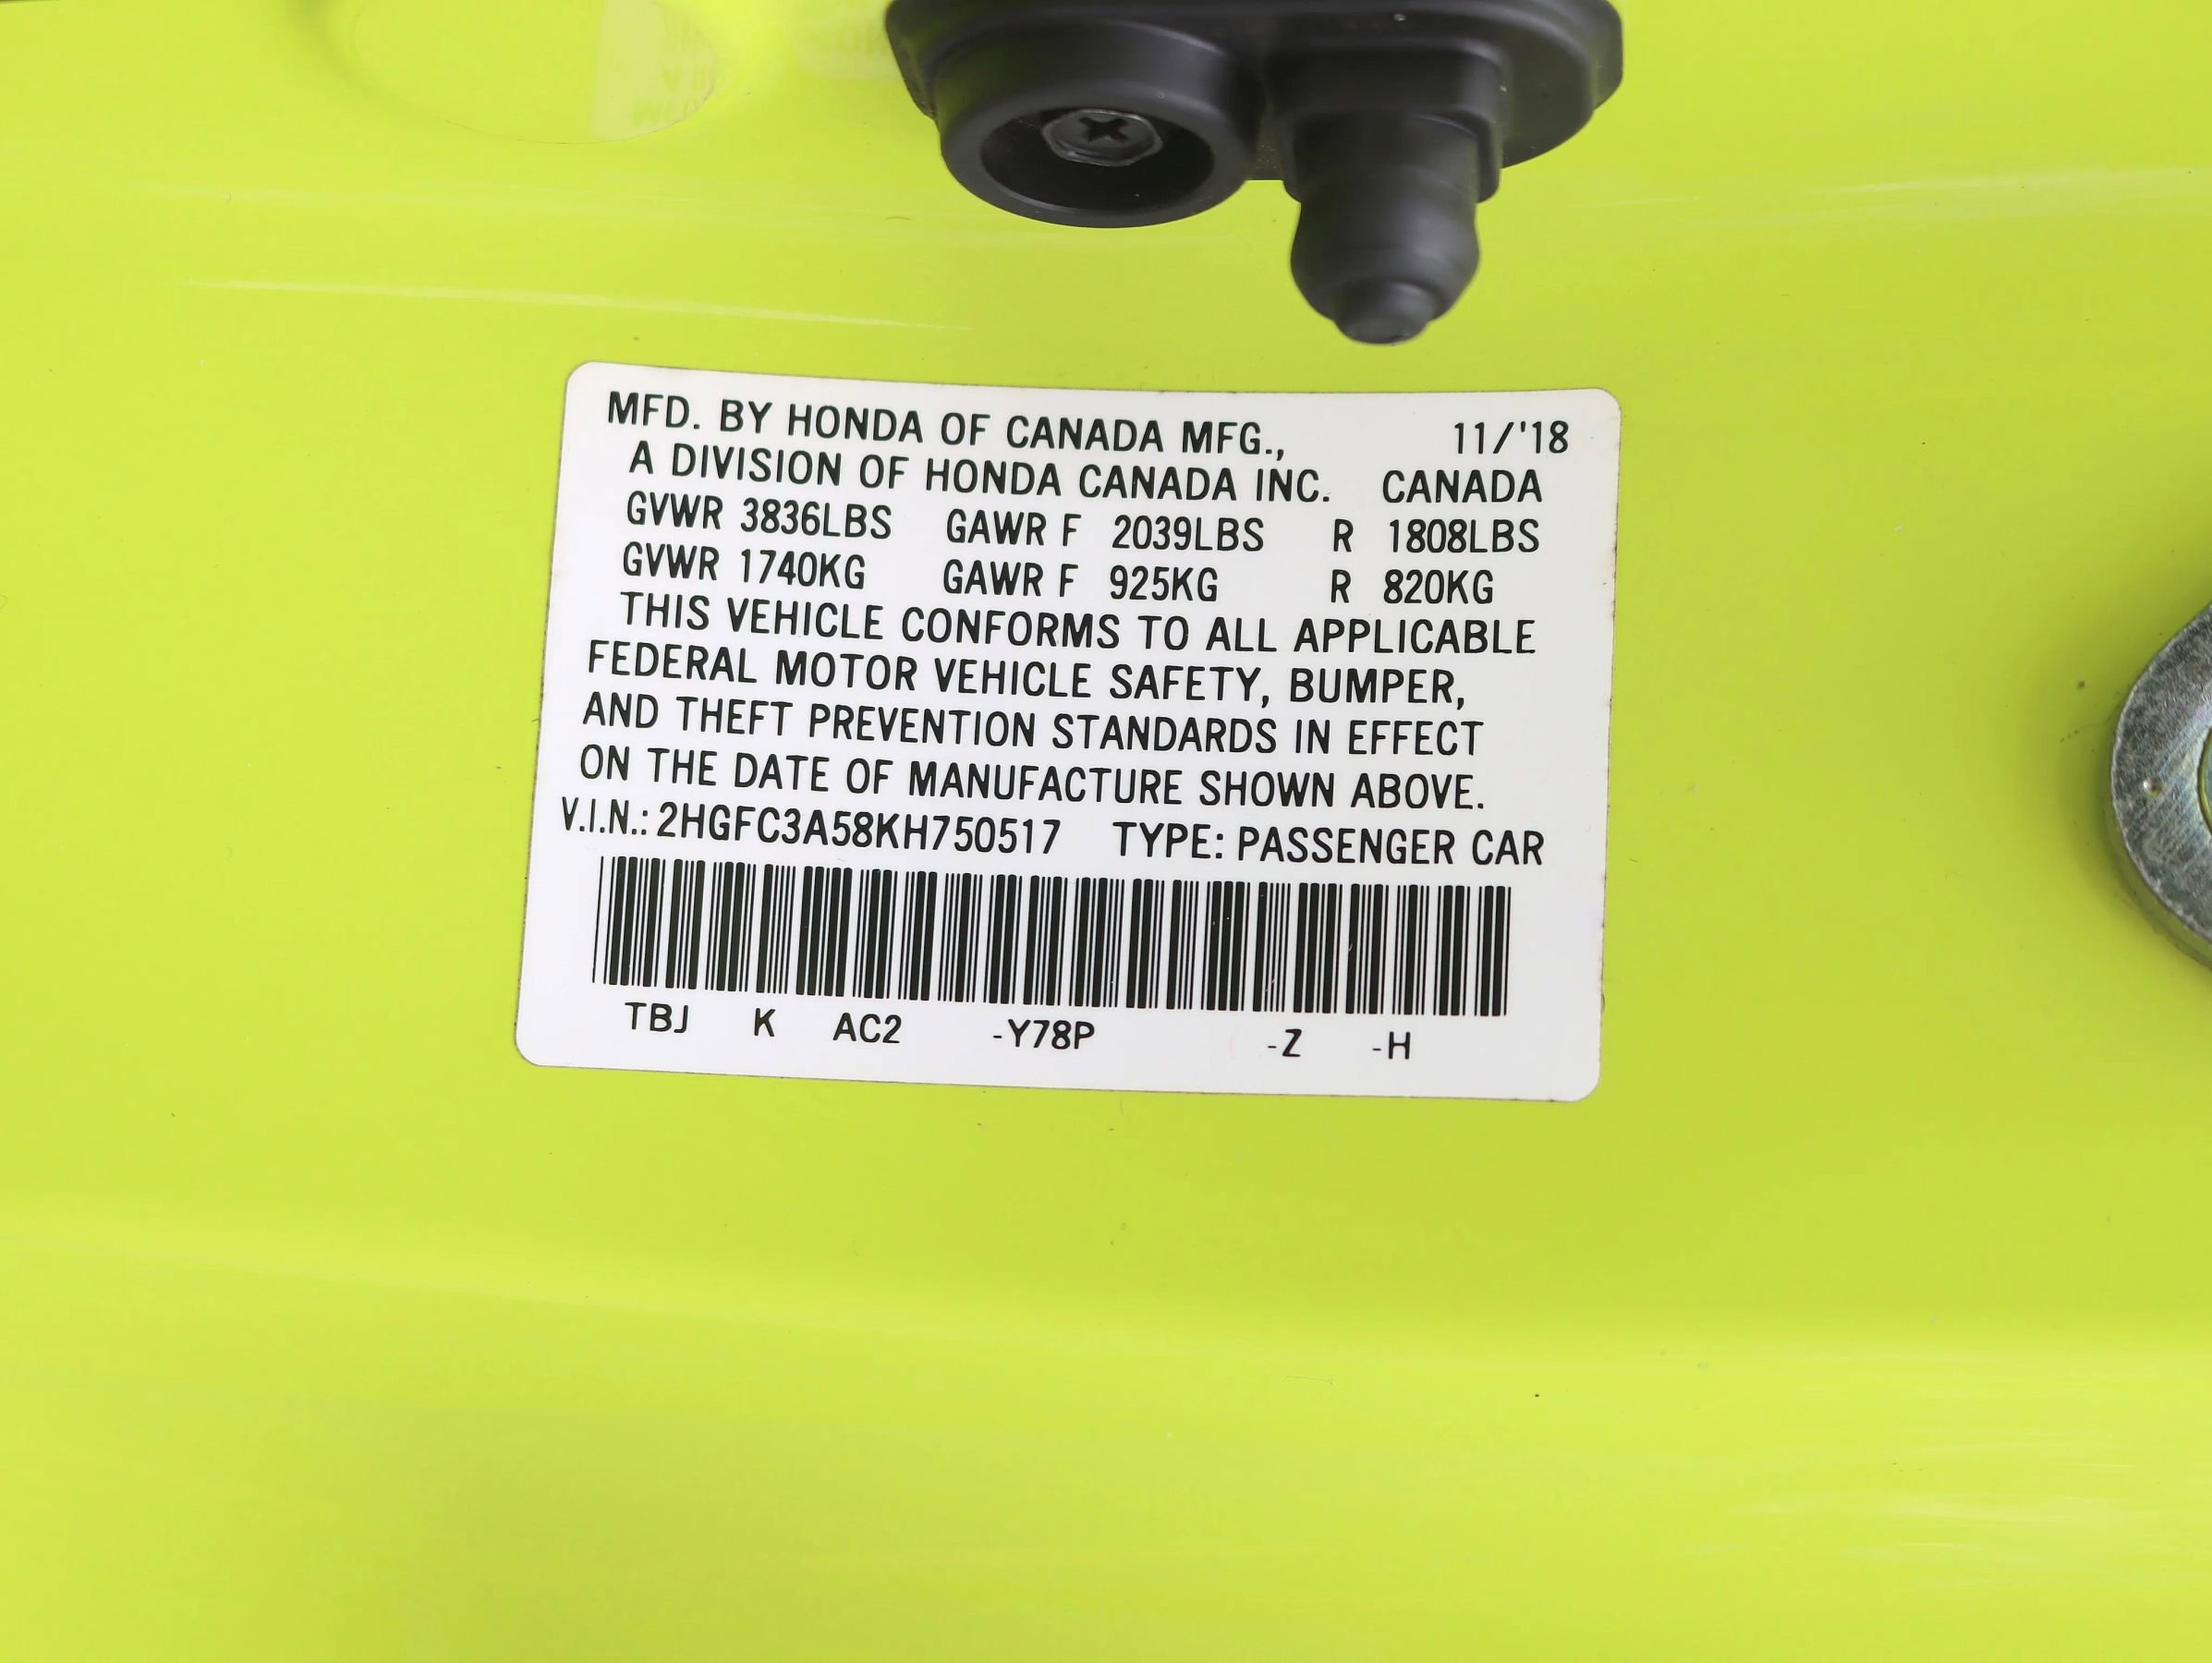 MFD. BY HONDA OF CANADA MFG., 11/'18
A DIVISION OF HONDA CANADA INC. CANADA
GVWR 3836LBS GAWR F 2039LBS R 1808LBS
GVWR 1740KG GAWR F 925KG R 820KG
THIS VEHICLE CONFORMS TO ALL APPLICABLE
FEDERAL MOTOR VEHICLE SAFETY, BUMPER,
AND THEFT PREVENTION STANDARDS IN EFFECT
ON THE DATE OF MANUFACTURE SHOWN ABOVE.
V.I.N.: 2HGFC3A58KH750517 TYPE: PASSENGER CAR
TBJ K AC2 -Y78P -Z -H